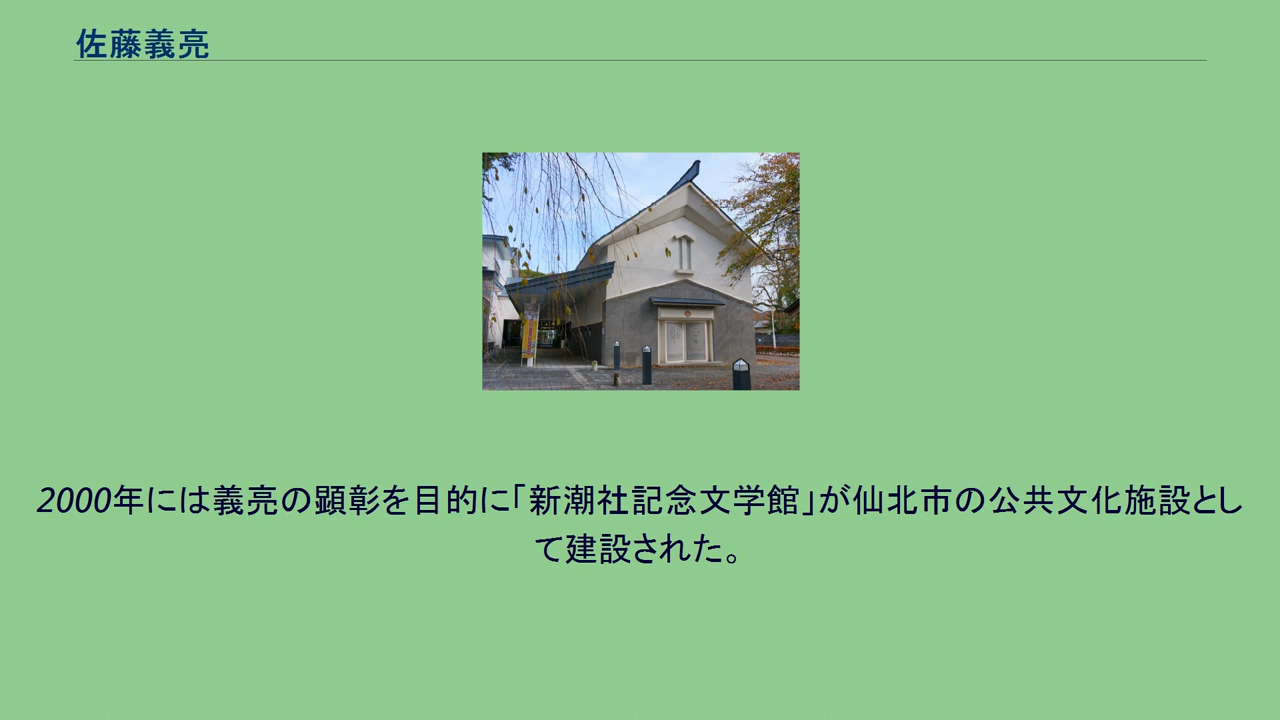 佐藤義亮
2000年には義亮の顕彰を目的に「新潮社記念文学館」が仙北市の公共文化施設とし
て建設された。